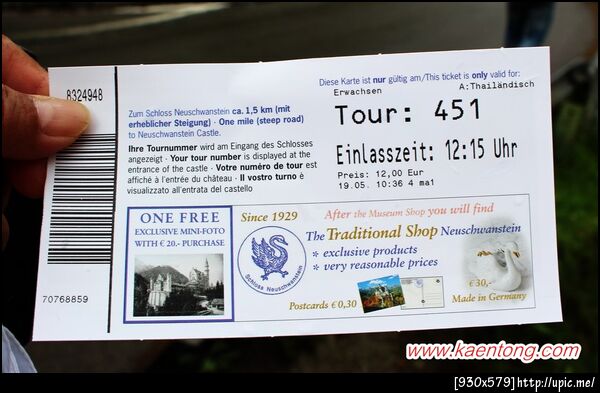 8324948
70768859
Zum Schloss Neuschwanstein ca. 1,5 km (mit
erheblicher Steigung) · One mile (steep road)
to Neuschwanstein Castle.
Ihre Tournummer wird am Eingang des Schlosses
angezeigt · Your tour number is displayed at the
entrance of the castle · Votre numéro de tour est
affiché à l'entrée du château · Il vostro turno è
visualizzato all'entrata del castello
Diese Karte ist nur gültig am/This ticket is only valid for:
Erwachsen A:Thailändisch
Tour: 451
Einlasszeit: 12:15 Uhr
Preis: 12,00 Eur
19.05. 10:36 4 ma1
ONE FREE
EXCLUSIVE MINI-FOTO
WITH € 20.- PURCHASE
Since 1929
Schloss Neuschwanstein
After the Museum Shop you will find
The Traditional Shop Neuschwanstein
* exclusive products
* very reasonable prices
Postcards € 0,30
€ 30,-
Made in Germany
www.kaentong.com
[930x579]http://upic.me/